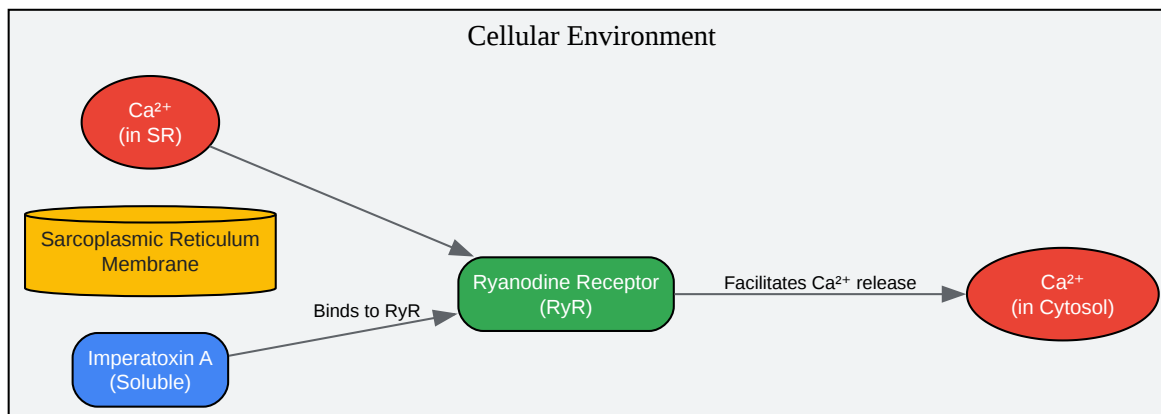 Cellular Environment
Ca²⁺
(in SR)
Sarcoplasmic Reticulum
Membrane
Imperatoxin A
(Soluble)
Binds to RyR
Ryanodine Receptor
(RyR)
Facilitates Ca²⁺ release
Ca²⁺
(in Cytosol)